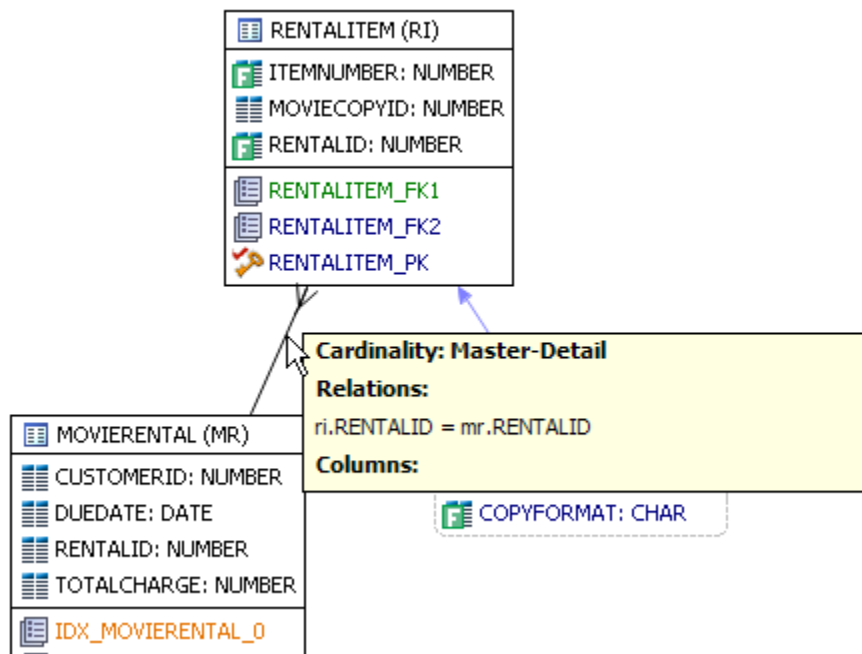 RENTALITEM (RI)
ITEMNUMBER: NUMBER
MOVIECOPYID: NUMBER
RENTALID: NUMBER
RENTALITEM_FK1
RENTALITEM_FK2
RENTALITEM_PK
Cardinality: Master-Detail
Relations:
ri.RENTALID = mr.RENTALID
Columns:
MOVIERENTAL (MR)
CUSTOMERID: NUMBER
DUEDATE: DATE
RENTALID: NUMBER
TOTALCHARGE: NUMBER
IDX_MOVIERENTAL_0
COPYFORMAT: CHAR